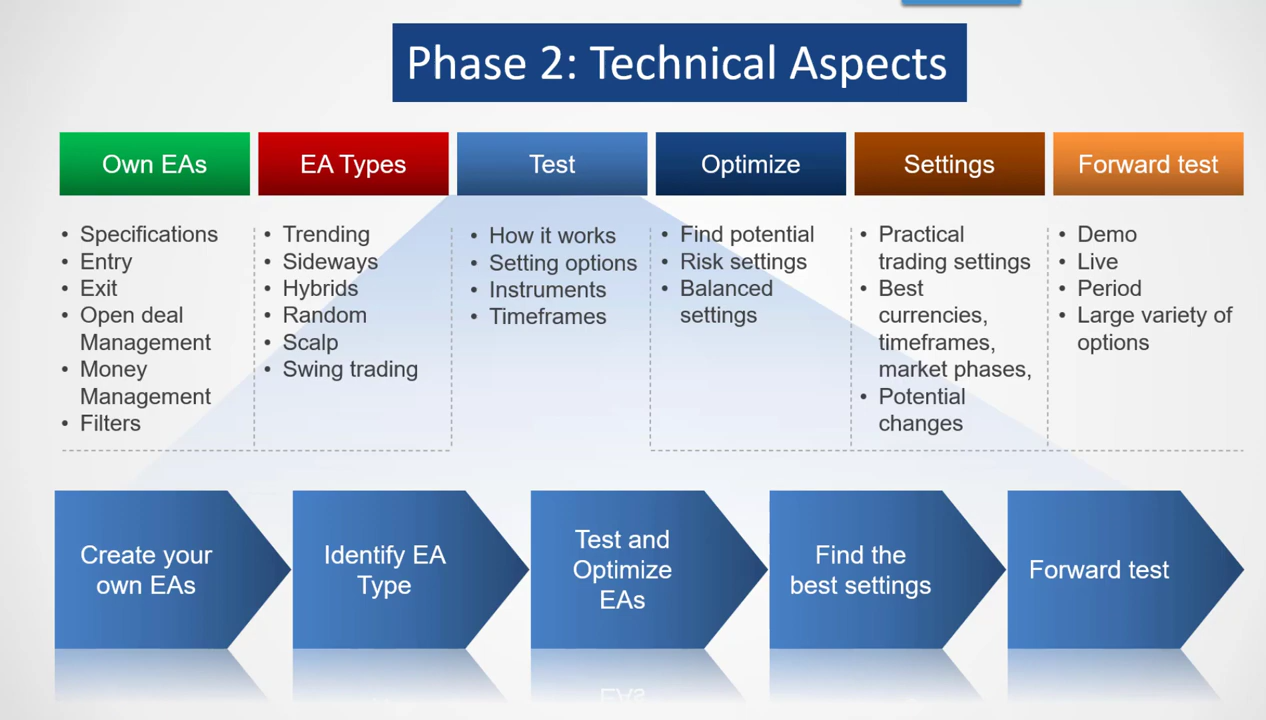 Phase 2: Technical Aspects
Own EAs
EA Types
Test
Optimize
Settings
Forward test
• Specifications
• Entry
• Exit
• Open deal
Management
• Money
Management
• Filters
• Trending
• Sideways
• Hybrids
• Random
• Scalp
• Swing trading
• How it works
• Setting options
• Instruments
• Timeframes
• Find potential
• Risk settings
• Balanced
settings
• Practical
trading settings
• Best
currencies,
timeframes,
market phases,
• Potential
changes
• Demo
• Live
• Period
• Large variety of
options
Create your
own EAs
Identify EA
Type
Test and
Optimize
EAs
Find the
best settings
Forward test